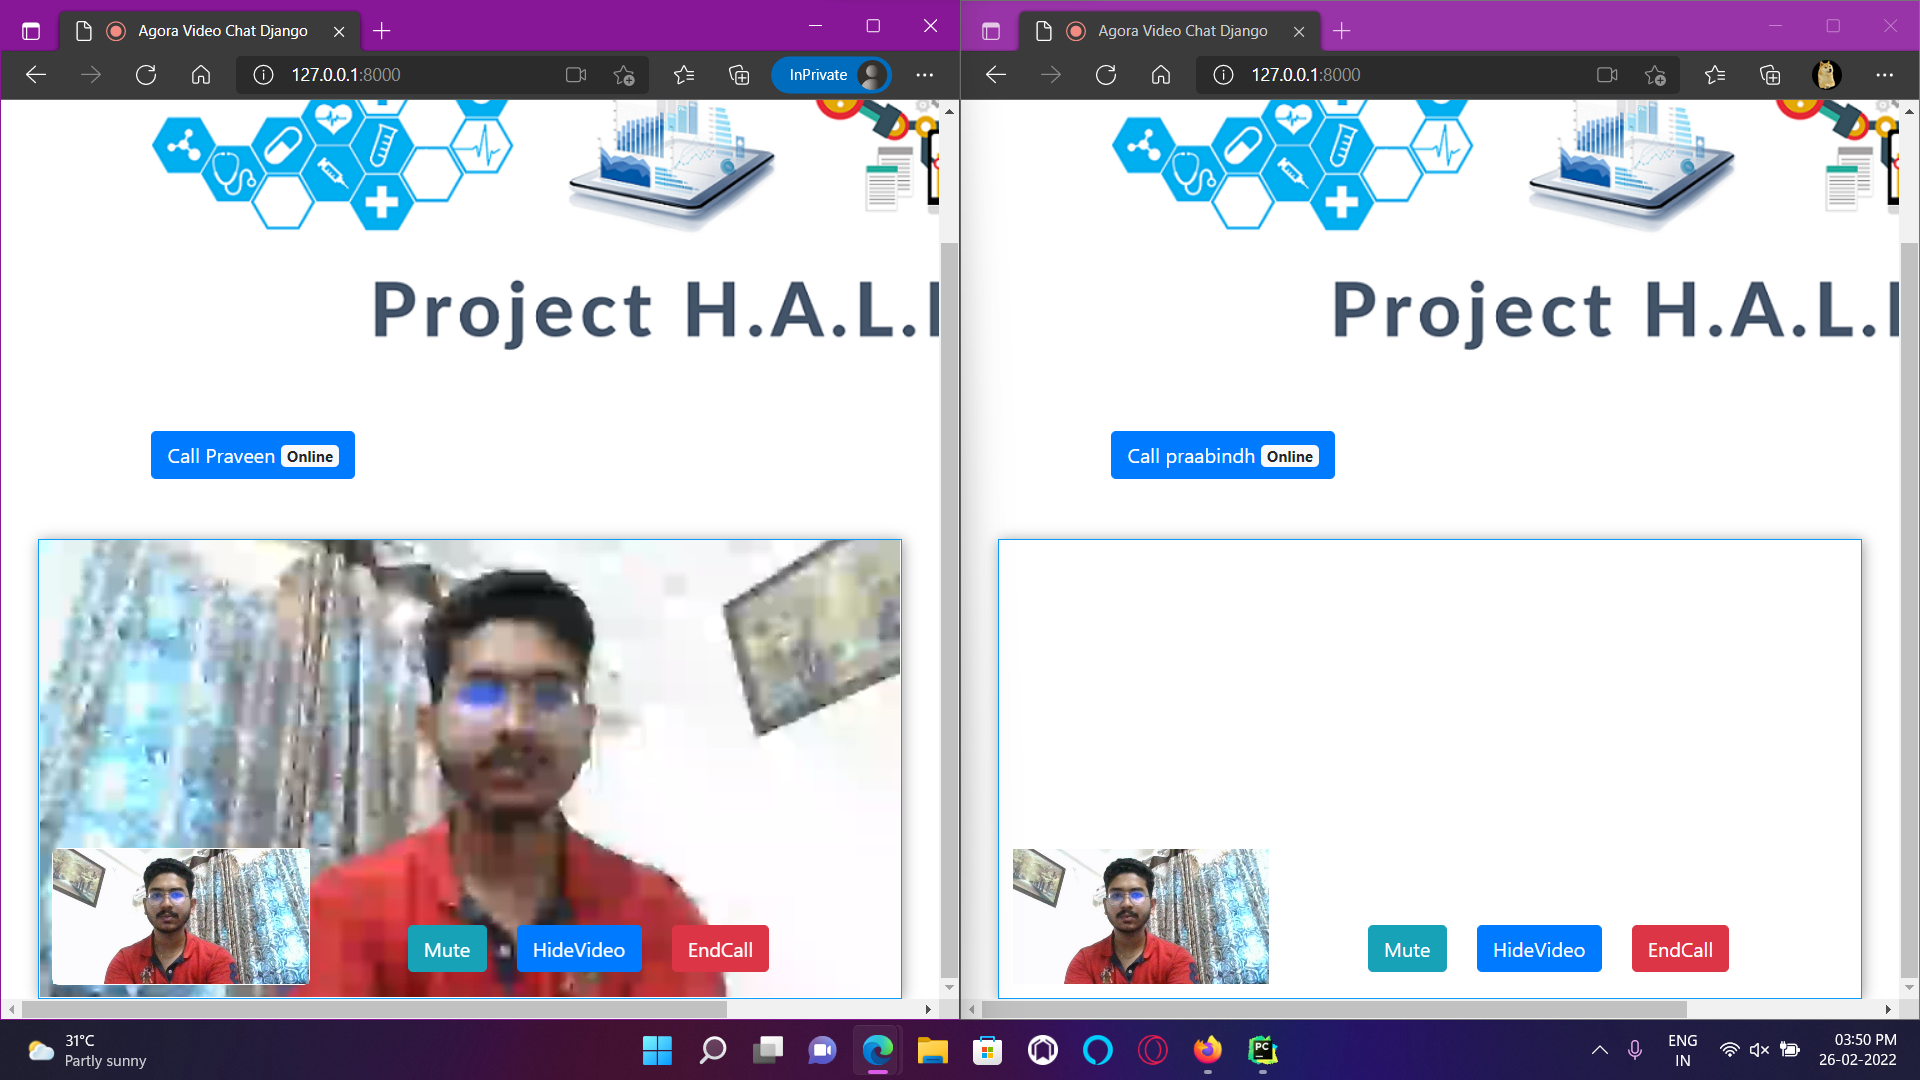 Agora Video Chat Django
127.0.0.1:8000
InPrivate
Project H.A.L.
Call Praveen Online
Mute
HideVideo
EndCall
Agora Video Chat Django
127.0.0.1:8000
Project H.A.L.
Call praabindh Online
Mute
HideVideo
EndCall
31°C
Partly sunny
PC
ENG
IN
03:50 PM
26-02-2022